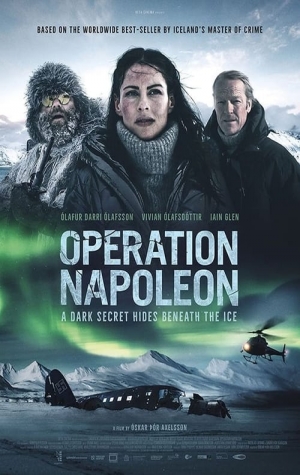 BASED ON THE WORLDWIDE BEST-SELLER BY ICELAND'S MASTER OF CRIME
ÓLAFUR DARRI ÓLAFSSON VIVIAN ÓLAFSDÓTTIR IAIN GLEN
OPERATION
NAPOLEON
A DARK SECRET HIDES BENEATH THE ICE
A FILM BY ÓSKAR ÞÓR AXELSSON